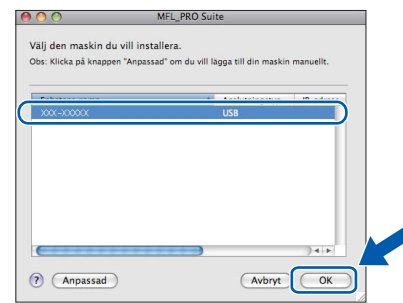 MFL_PRO Suite
Välj den maskin du vill installera.
Obs: Klicka på knappen "Anpassad" om du vill lägga till din maskin manuellt.
XXX-XXXXX USB
? Anpassad Avbryt OK